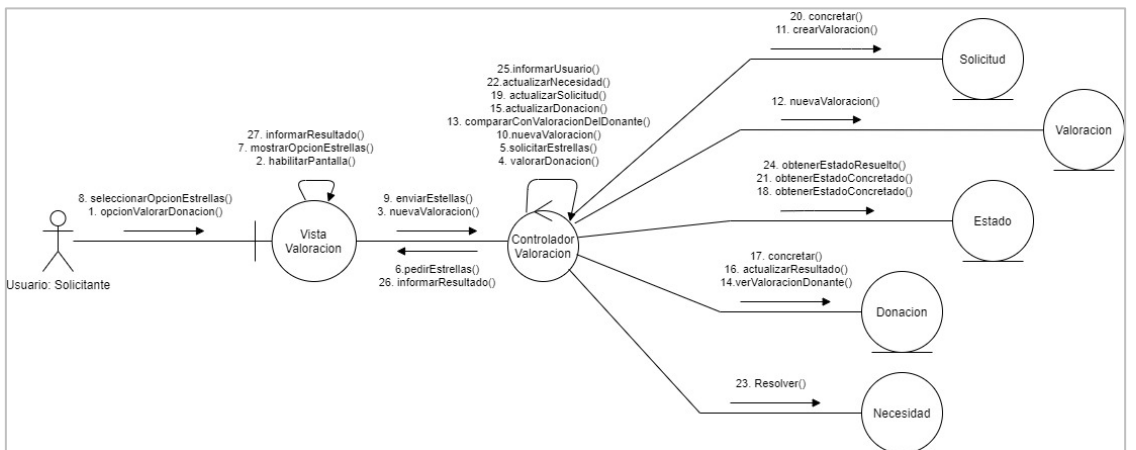 20. concretar()
11. crearValoracion()
Solicitud
25.informarUsuario()
22.actualizarNecesidad()
19. actualizarSolicitud()
15.actualizarDonacion()
13. compararConValoracionDelDonante()
10.nuevaValoracion()
5.solicitarEstrellas()
4. valorarDonacion()
12. nuevaValoracion()
Valoracion
27. informarResultado()
7. mostrarOpcionEstrellas()
2. habilitarPantalla()
24. obtenerEstadoResuelto()
21. obtenerEstadoConcretado()
18. obtenerEstadoConcretado()
Estado
8. seleccionarOpcionEstrellas()
1. opcionValorarDonacion()
9. enviarEstellas()
3. nuevaValoracion()
Vista
Valoracion
Controlador
Valoracion
Usuario: Solicitante
6.pedirEstrellas()
26. informarResultado()
17. concretar()
16. actualizarResultado()
14.verValoracionDonante()
Donacion
23. Resolver()
Necesidad